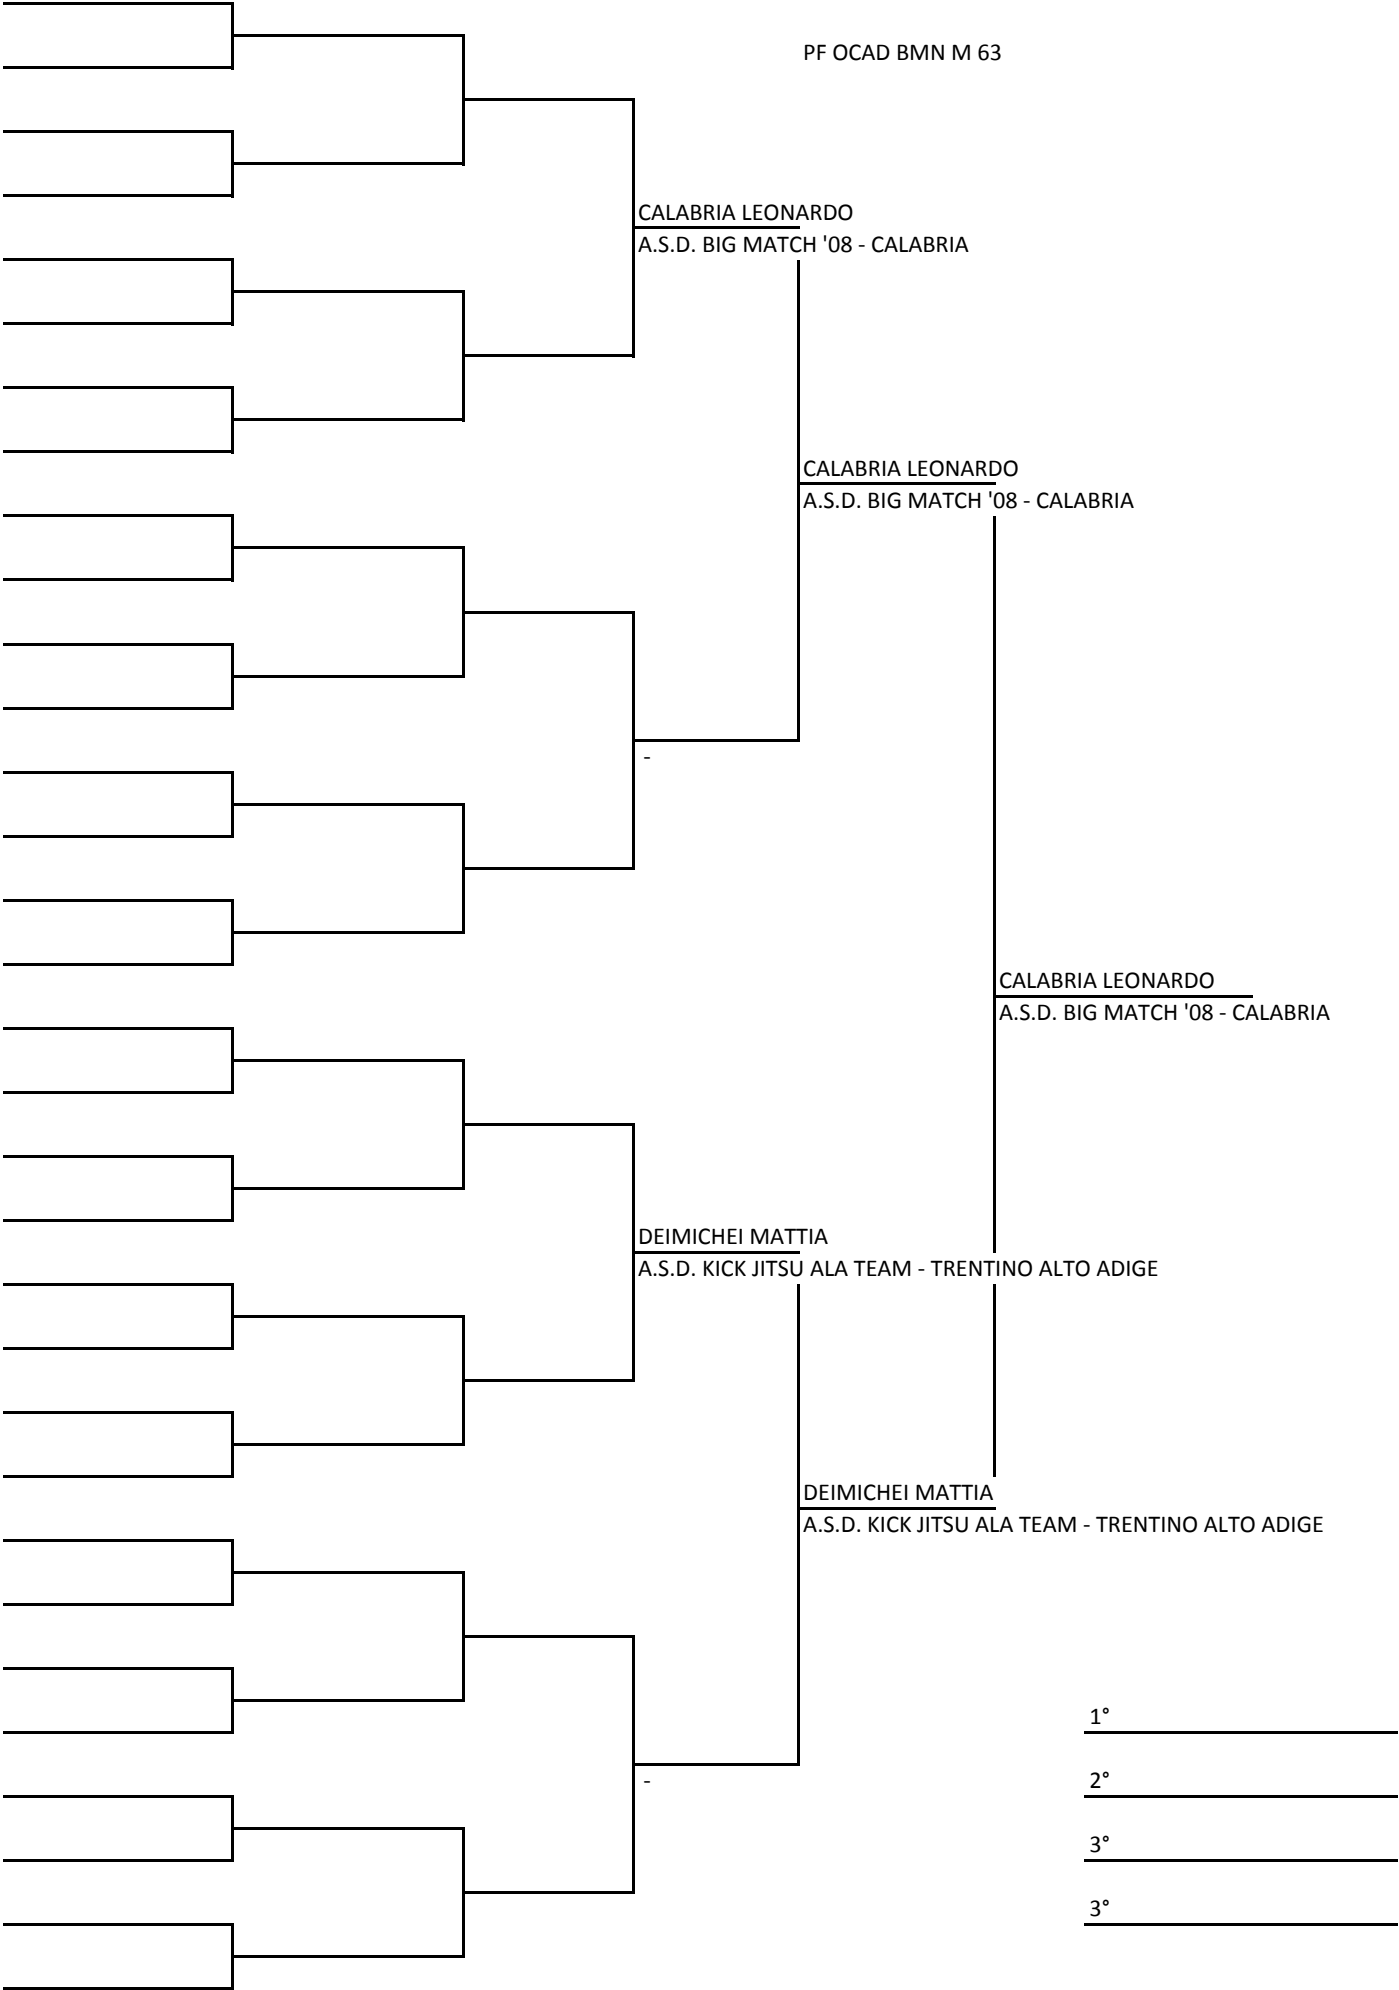 PF OCAD BMN M 63
CALABRIA LEONARDO
A.S.D. BIG MATCH '08 - CALABRIA
CALABRIA LEONARDO
A.S.D. BIG MATCH '08 - CALABRIA
-
CALABRIA LEONARDO
A.S.D. BIG MATCH '08 - CALABRIA
DEIMICHEI MATTIA
A.S.D. KICK JITSU ALA TEAM - TRENTINO ALTO ADIGE
DEIMICHEI MATTIA
A.S.D. KICK JITSU ALA TEAM - TRENTINO ALTO ADIGE
1°
-
2°
3°
3°